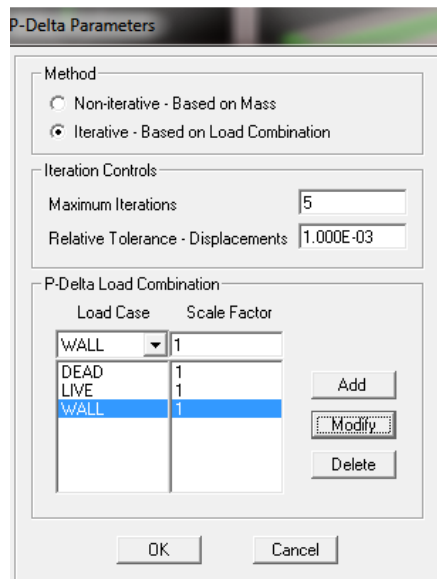 P-Delta Parameters
Method
Non-iterative - Based on Mass
Iterative - Based on Load Combination
Iteration Controls
Maximum Iterations 5
Relative Tolerance - Displacements 1.000E-03
P-Delta Load Combination
Load Case Scale Factor
WALL 1
DEAD 1
LIVE 1
WALL 1
Add
Modify
Delete
OK Cancel